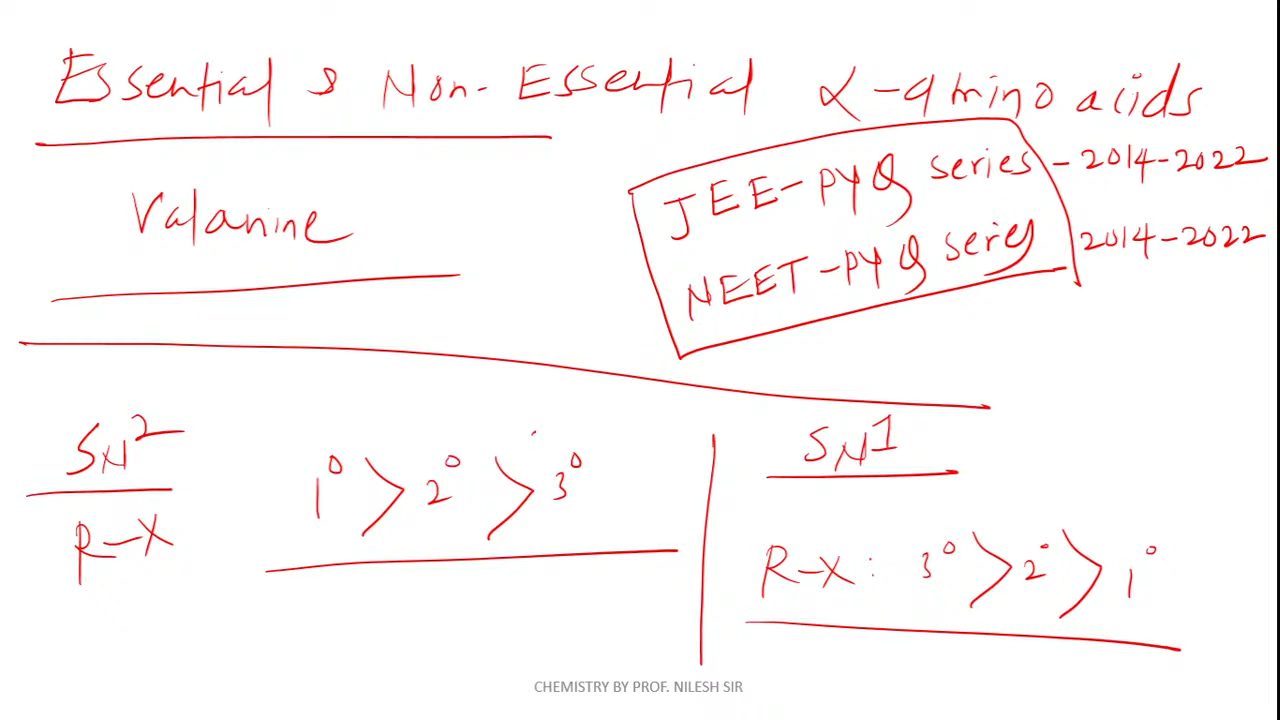 Essential & Non-Essential α-amino acids
Valanine
JEE-PYQ series - 2014-2022
NEET-PYQ series 2014-2022
SN2
R-X
1° > 2° > 3°
SN1
R-X: 3° > 2° > 1°
CHEMISTRY BY PROF. NILESH SIR